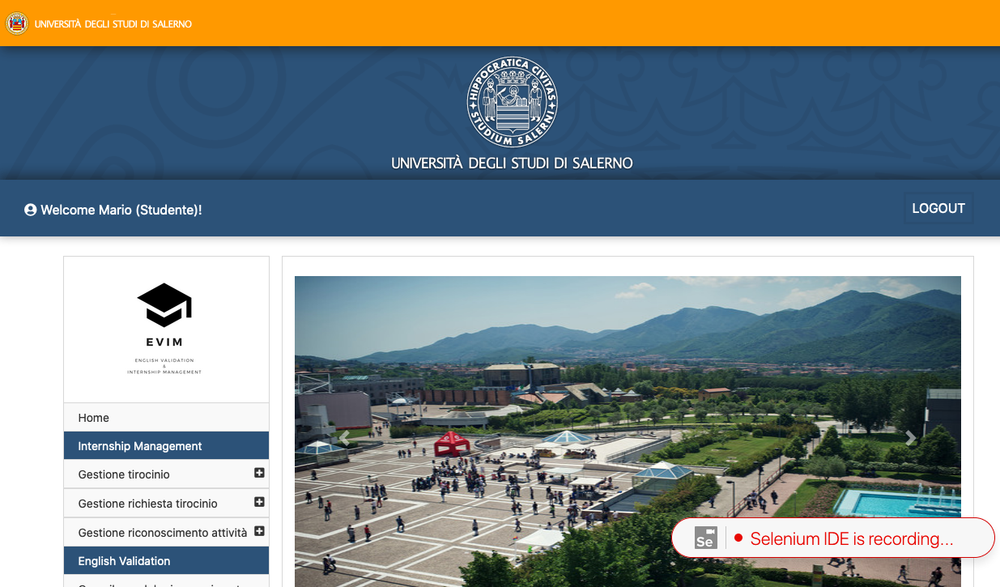 UNIVERSITÀ DEGLI STUDI DI SALERNO
HIPPOCRATICA CIVITAS
STUDIUM SALERNI
UNIVERSITÀ DEGLI STUDI DI SALERNO
Welcome Mario (Studente)!
LOGOUT
EVIM
ENGLISH VALIDATION
&
INTERNSHIP MANAGEMENT
Home
Internship Management
Gestione tirocinio
Gestione richiesta tirocinio
Gestione riconoscimento attività
English Validation
Se
Selenium IDE is recording...